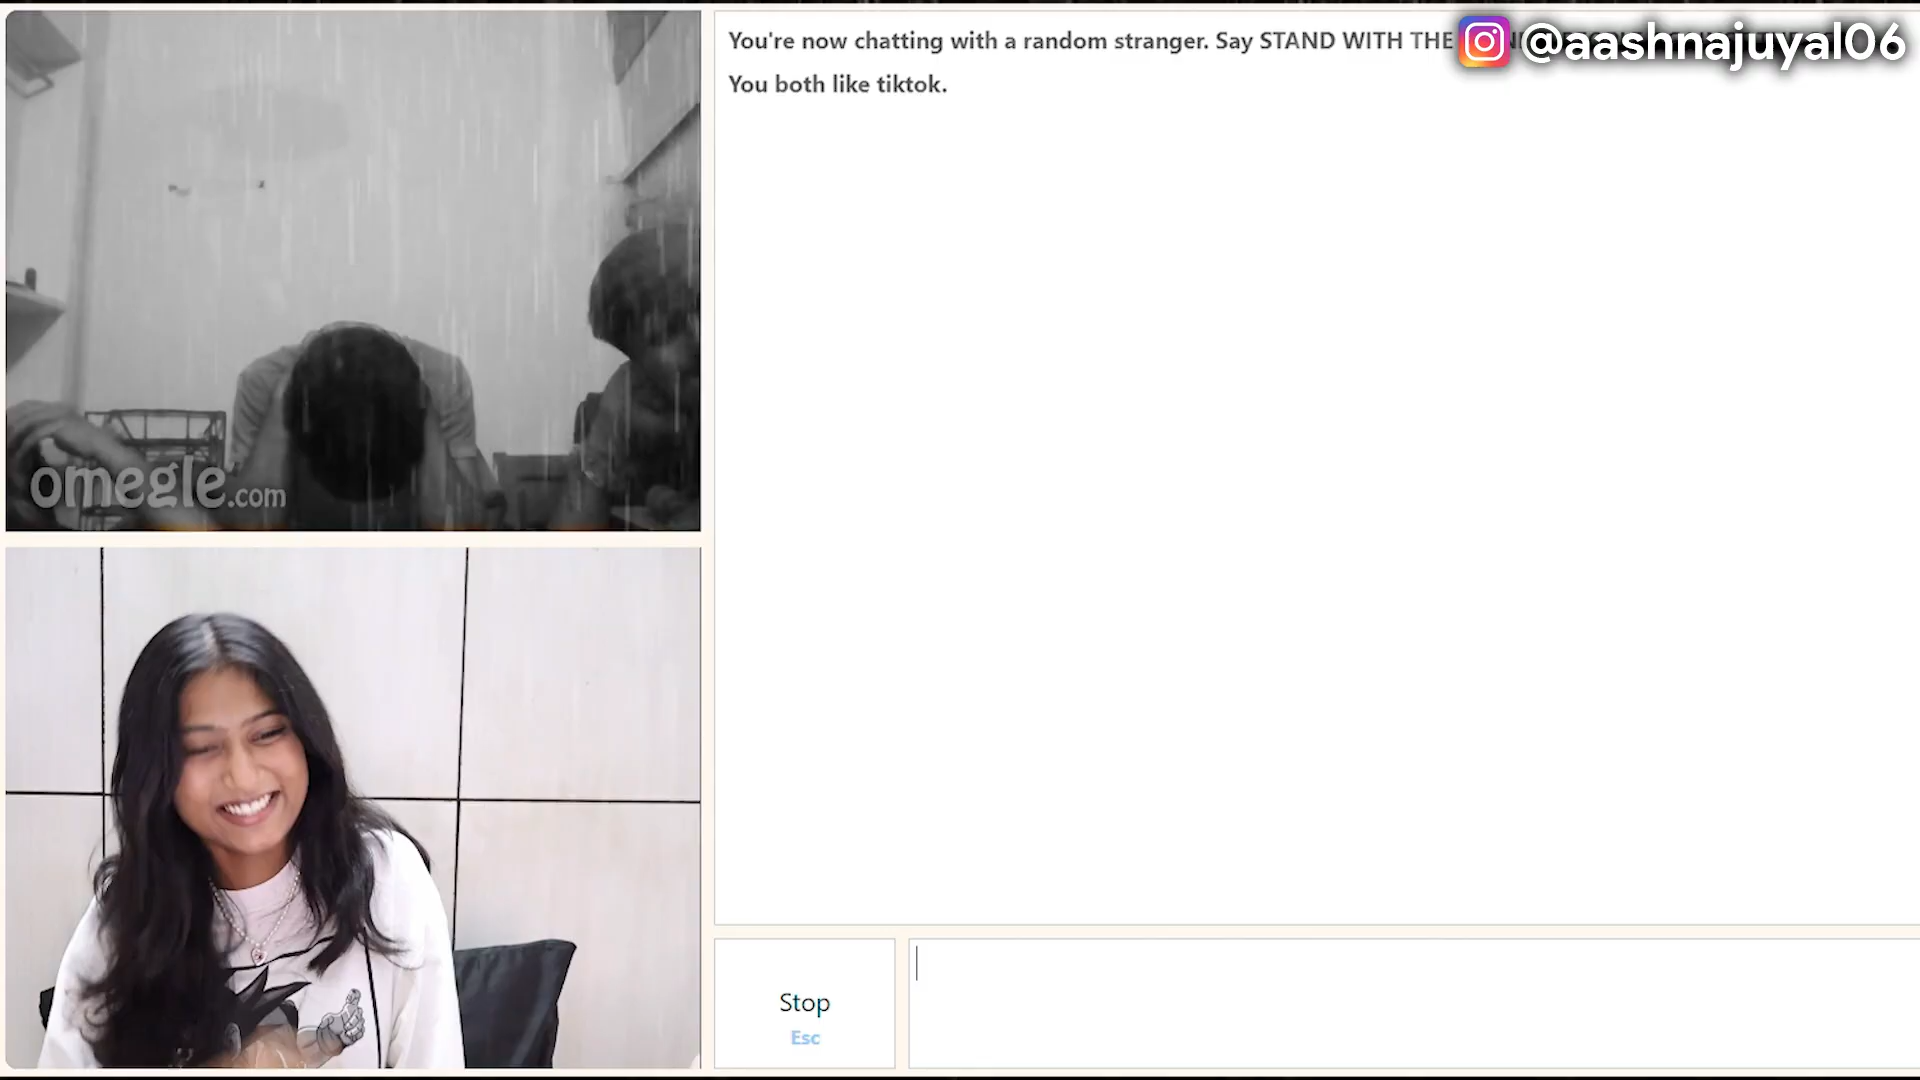 You're now chatting with a random stranger. Say STAND WITH THE
@aashnajuyal06
You both like tiktok.
omegle.com
Stop
Esc